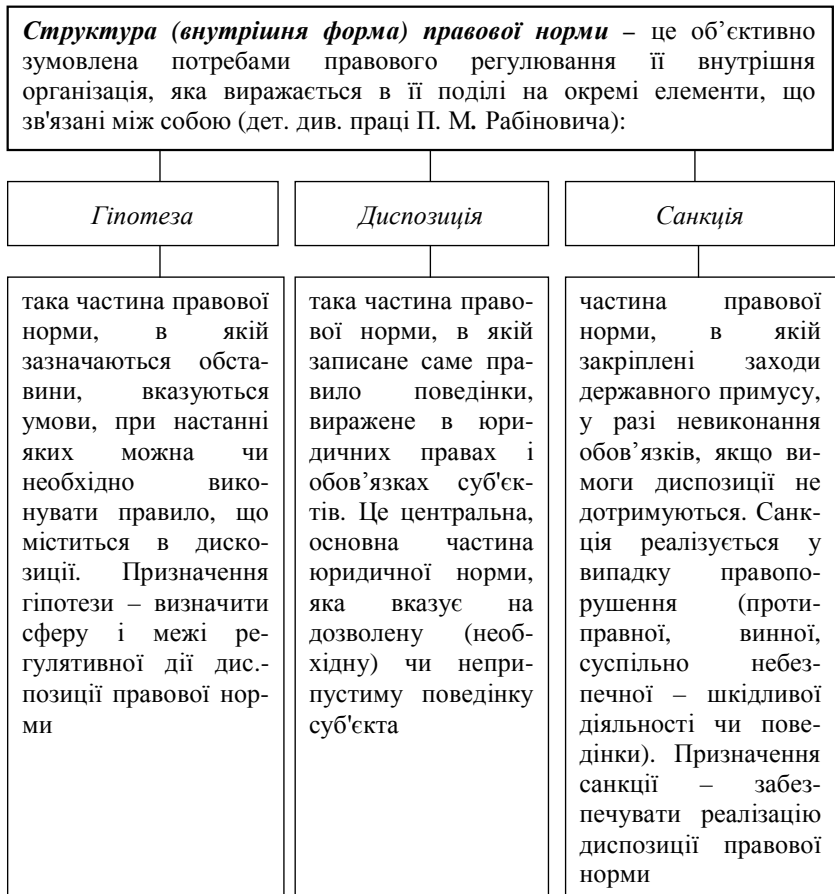 Структура (внутрішня форма) правової норми – це об’єктивно
зумовлена потребами правового регулювання її внутрішня
організація, яка виражається в її поділі на окремі елементи, що
зв'язані між собою (дет. див. праці П. М. Рабіновича):
Гіпотеза
Диспозиція
Санкція
така частина правової
норми, в якій
зазначаються обста-
вини, вказуються
умови, при настанні
яких можна чи
необхідно вико-
нувати правило, що
міститься в диско-
зиції. Призначення
гіпотези – визначити
сферу і межі ре-
гулятивної дії дис.-
позиції правової нор-
ми
така частина право-
вої норми, в якій
записане саме пра-
вило поведінки,
виражене в юри-
дичних правах і
обов’язках суб'єк-
тів. Це центральна,
основна частина
юридичної норми,
яка вказує на
дозволену (необ-
хідну) чи непри-
пустиму поведінку
суб'єкта
частина правової
норми, в якій
закріплені заходи
державного примусу,
у разі невиконання
обов’язків, якщо ви-
моги диспозиції не
дотримуються. Санк-
ція реалізується у
випадку правопо-
рушення (проти-
правної, винної,
суспільно небез-
печної – шкідливої
діяльності чи пове-
дінки). Призначення
санкції – забез-
печувати реалізацію
диспозиції правової
норми